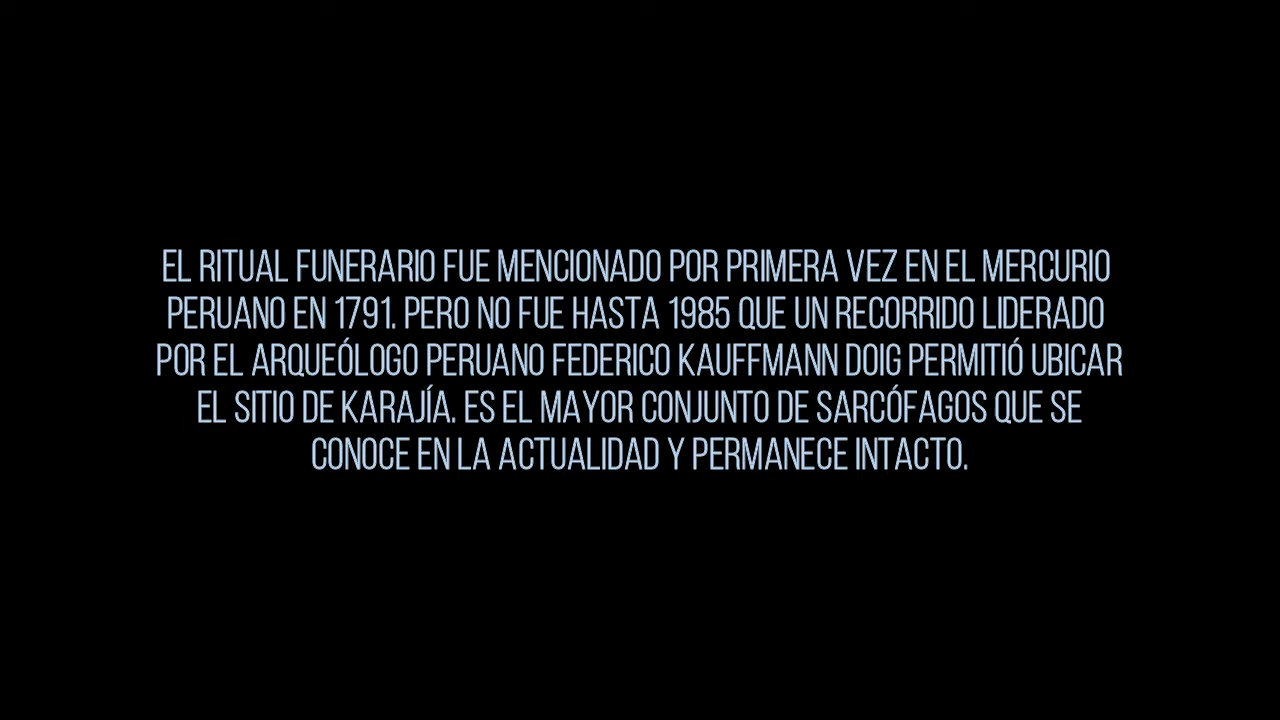 EL RITUAL FUNERARIO FUE MENCIONADO POR PRIMERA VEZ EN EL MERCURIO
PERUANO EN 1791. PERO NO FUE HASTA 1985 QUE UN RECORRIDO LIDERADO
POR EL ARQUEÓLOGO PERUANO FEDERICO KAUFFMANN DOIG PERMITIÓ UBICAR
EL SITIO DE KARAJÍA. ES EL MAYOR CONJUNTO DE SARCÓFAGOS QUE SE
CONOCE EN LA ACTUALIDAD Y PERMANECE INTACTO.